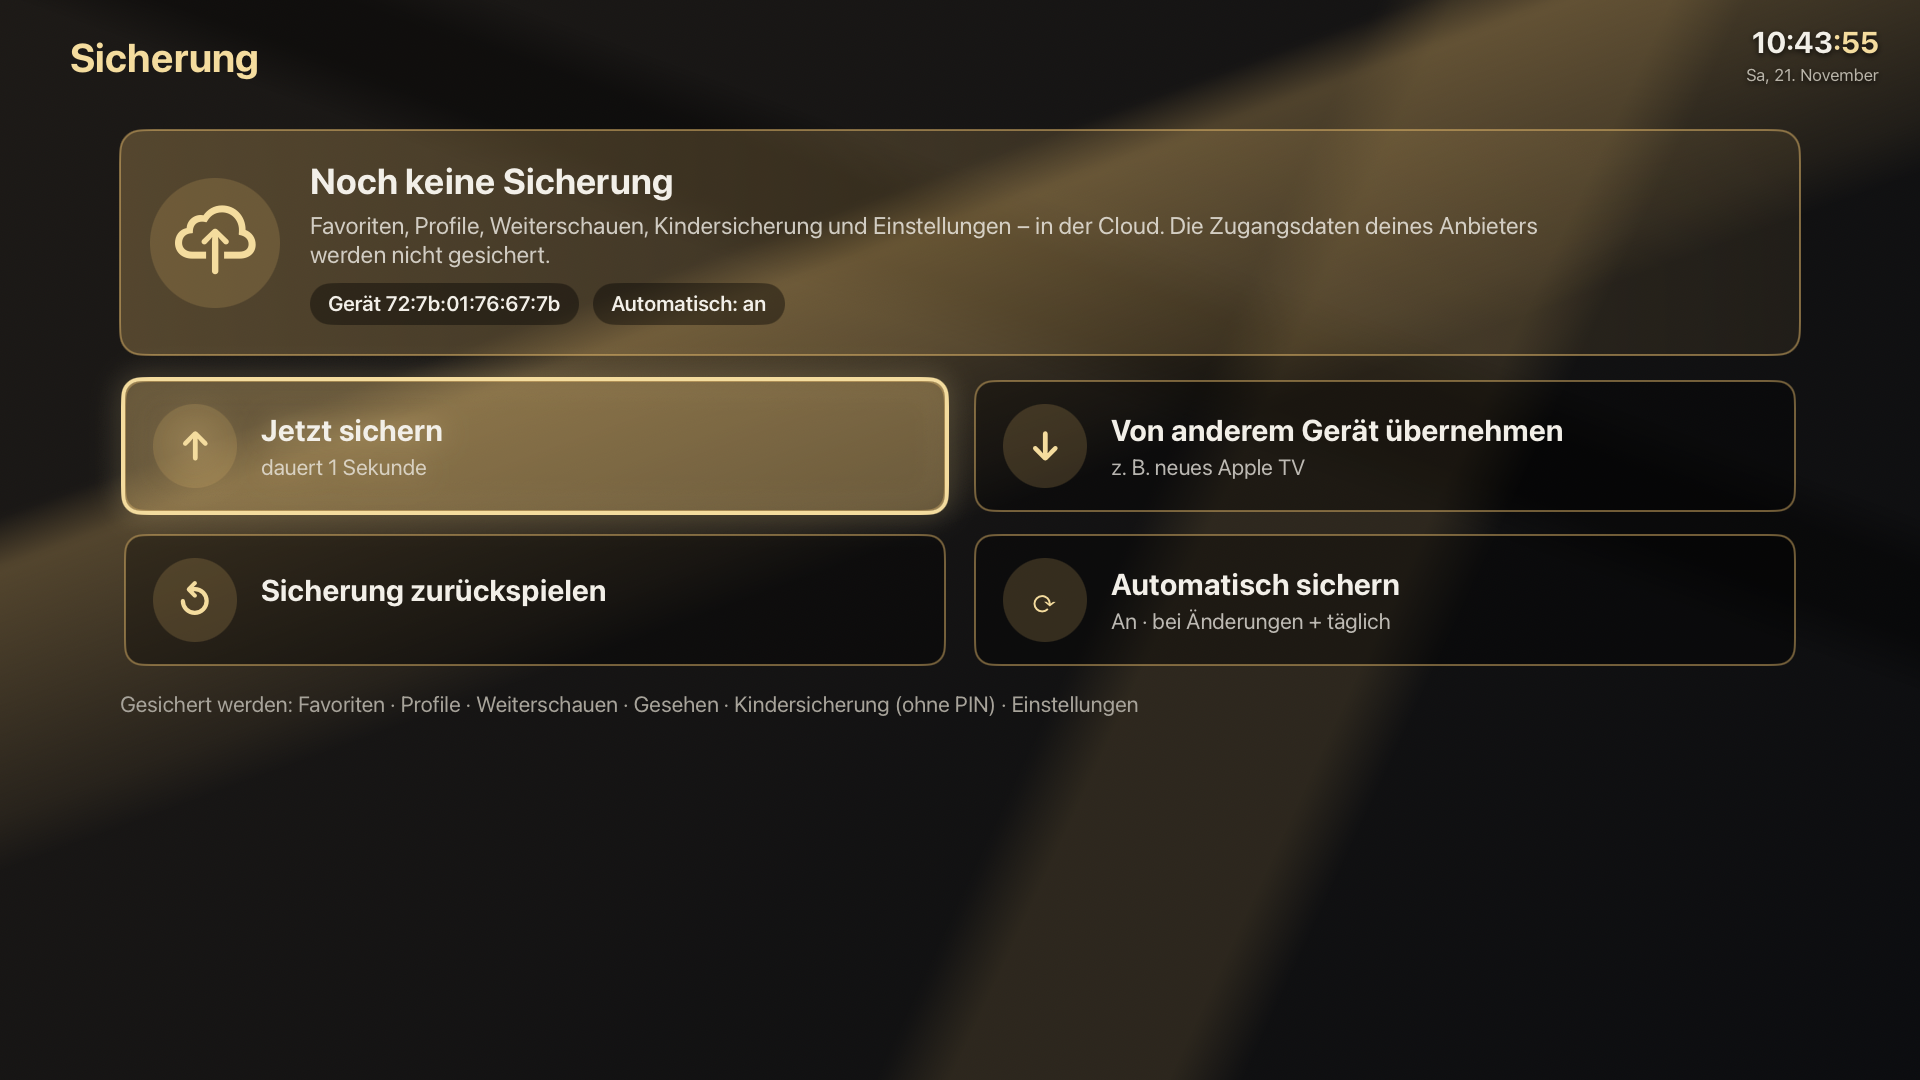 Sicherung
10:43:55
Sa, 21. November
Noch keine Sicherung
Favoriten, Profile, Weiterschauen, Kindersicherung und Einstellungen – in der Cloud. Die Zugangsdaten deines Anbieters
werden nicht gesichert.
Gerät 72:7b:01:76:67:7b
Automatisch: an
Jetzt sichern
dauert 1 Sekunde
Von anderem Gerät übernehmen
z. B. neues Apple TV
Sicherung zurückspielen
Automatisch sichern
An · bei Änderungen + täglich
Gesichert werden: Favoriten · Profile · Weiterschauen · Gesehen · Kindersicherung (ohne PIN) · Einstellungen